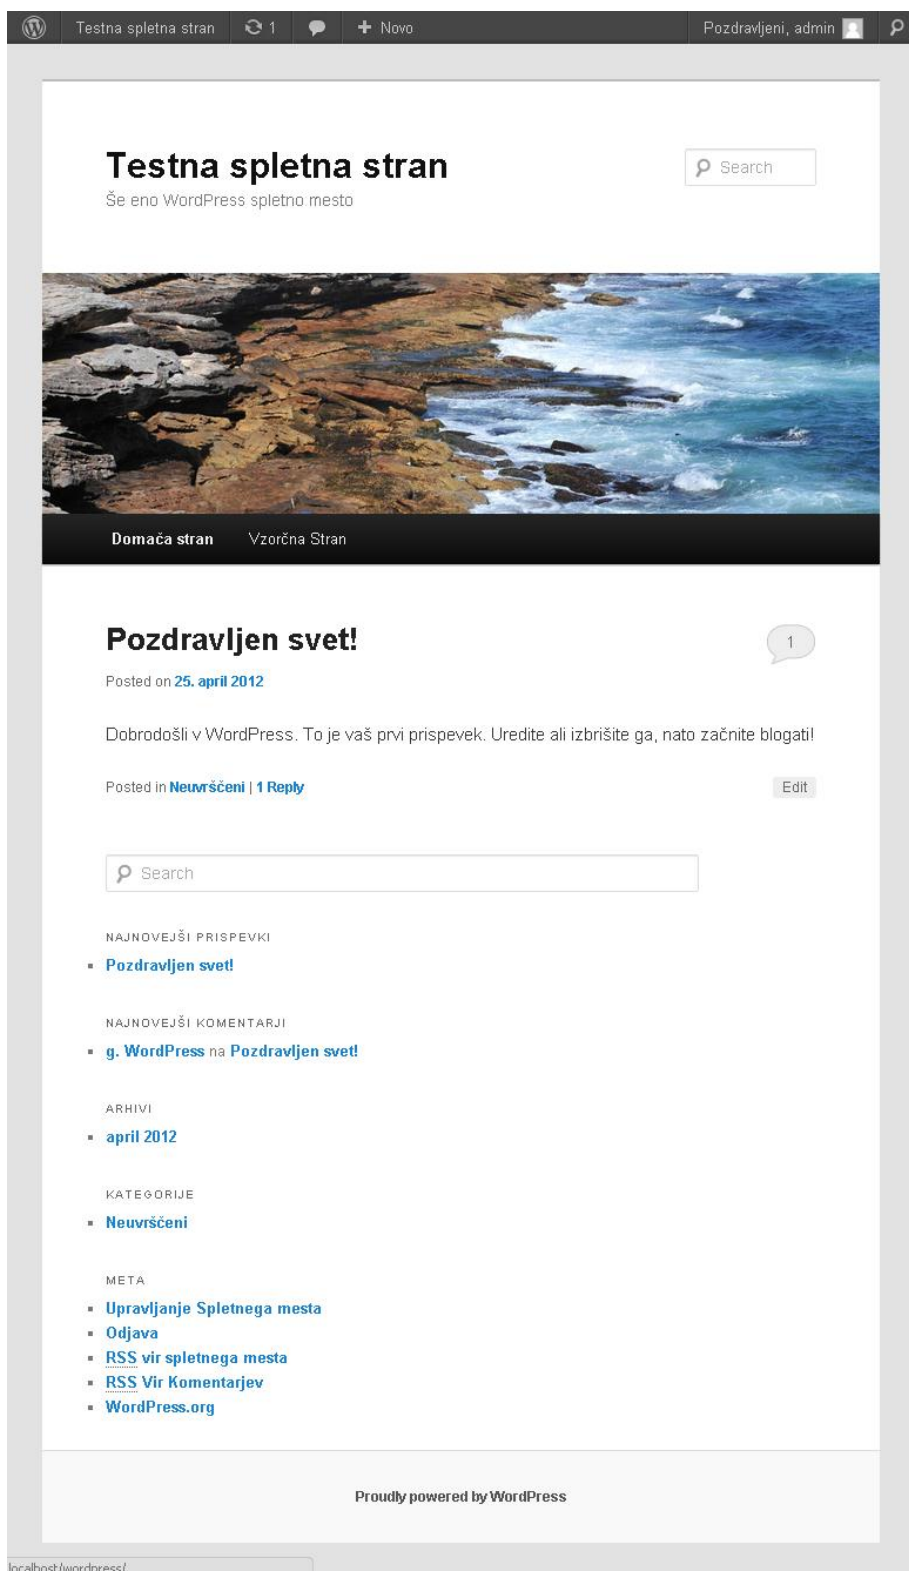 Testna spletna stran 1 Novo Pozdravljeni, admin
Testna spletna stran
Search
Še eno WordPress spletno mesto
Domača stran Vzorčna Stran
Pozdravljen svet!
1
Posted on 25. april 2012
Dobrodošli v WordPress. To je vaš prvi prispevek. Uredite ali izbrišite ga, nato začnite blogati!
Posted in Neuvrščeni | 1 Reply
Edit
Search
NAJNOVEJŠI PRISPEVKI
Pozdravljen svet!
NAJNOVEJŠI KOMENTARJI
g. WordPress na Pozdravljen svet!
ARHIVI
april 2012
KATEGORIJE
Neuvrščeni
META
Upravljanje Spletnega mesta
Odjava
RSS vir spletnega mesta
RSS Vir Komentarjev
WordPress.org
Proudly powered by WordPress
localhost/wordpress/